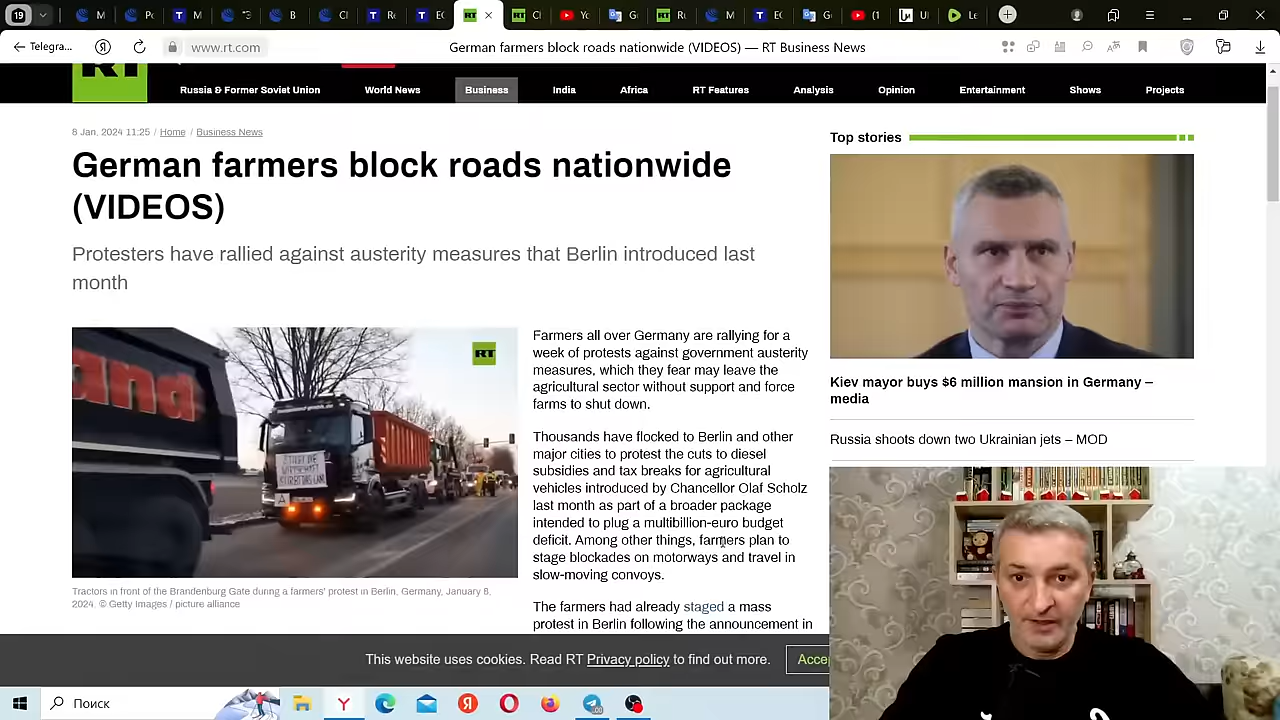 19
Telegra...
www.rt.com
German farmers block roads nationwide (VIDEOS) — RT Business News
RT
Russia & Former Soviet Union
World News
Business
India
Africa
RT Features
Analysis
Opinion
Entertainment
Shows
Projects
8 Jan, 2024 11:25 / Home / Business News
German farmers block roads nationwide
(VIDEOS)
Protesters have rallied against austerity measures that Berlin introduced last
month
RT
and
Farmers all over Germany are rallying for a
week of protests against government austerity
measures, which they fear may leave the
agricultural sector without support and force
farms to shut down.
Thousands have flocked to Berlin and other
major cities to protest the cuts to diesel
subsidies and tax breaks for agricultural
vehicles introduced by Chancellor Olaf Scholz
last month as part of a broader package
intended to plug a multibillion-euro budget
deficit. Among other things, farmers plan to
stage blockades on motorways and travel in
slow-moving convoys.
The farmers had already staged a mass
protest in Berlin following the announcement in
Tractors in front of the Brandenburg Gate during a farmers' protest in Berlin, Germany, January 8,
2024. © Getty Images / picture alliance
Top stories
Kiev mayor buys $6 million mansion in Germany –
media
Russia shoots down two Ukrainian jets – MOD
This website uses cookies. Read RT Privacy policy to find out more.
Accep
Поиск